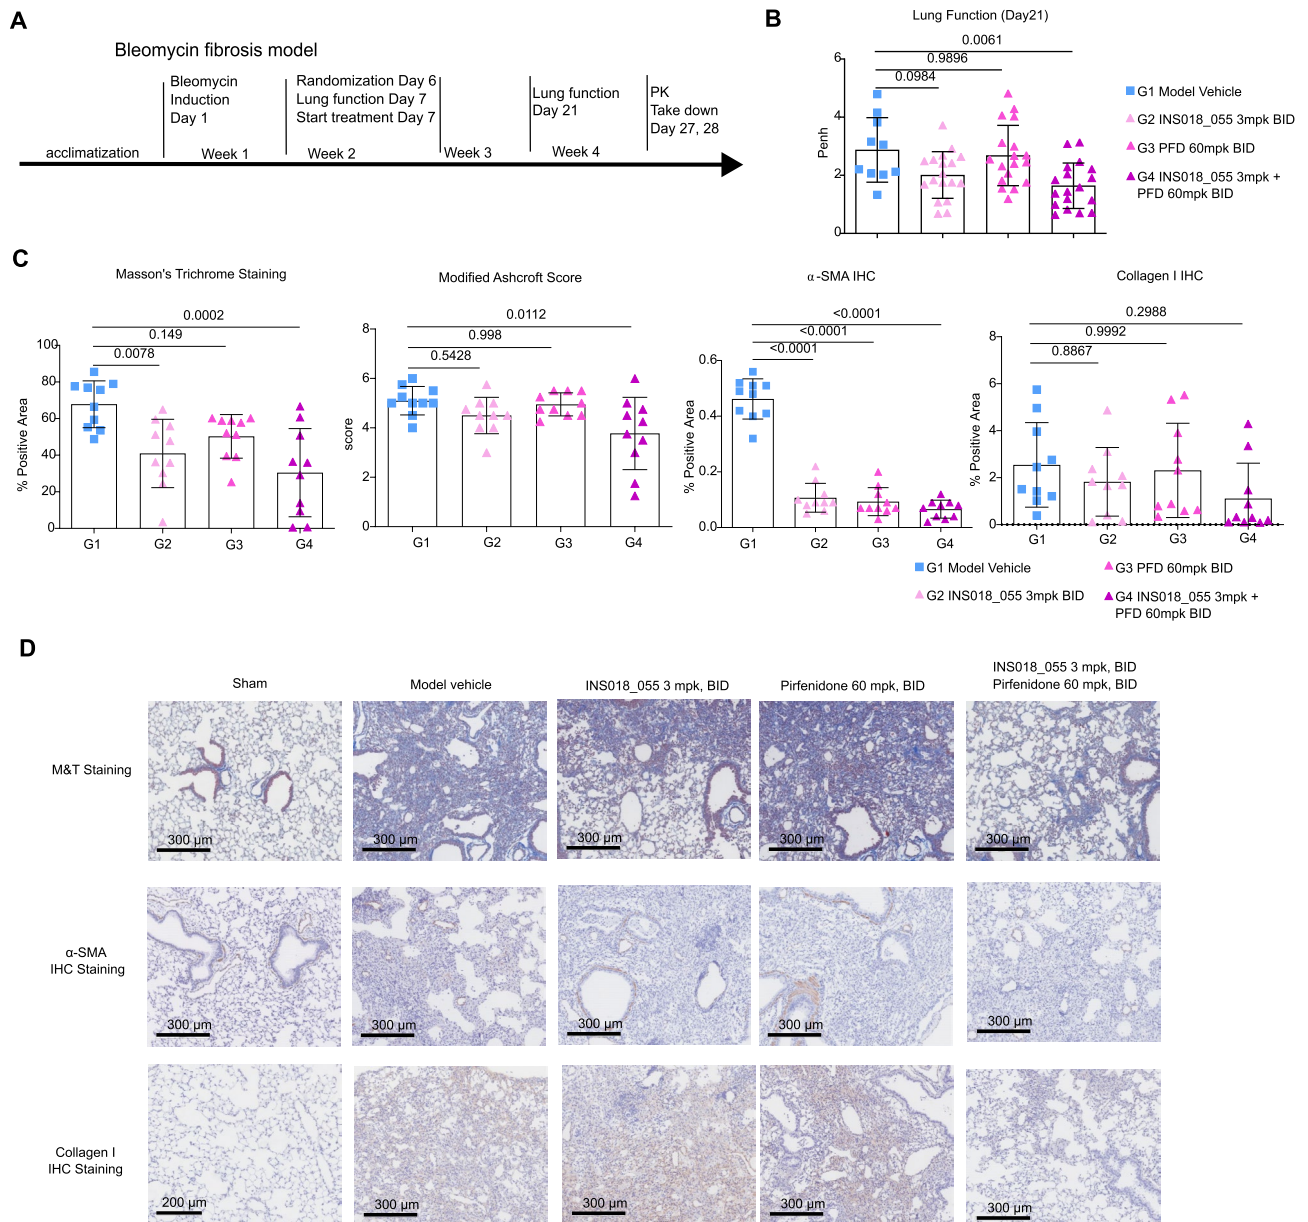 A
Bleomycin fibrosis model
Bleomycin
Induction
Day 1
Randomization Day 6
Lung function Day 7
Start treatment Day 7
Lung function
Day 21
PK
Take down
Day 27, 28
acclimatization
Week 1
Week 2
Week 3
Week 4
B
Lung Function (Day21)
0.0061
0.9896
0.0984
6
4
2
0
Penh
G1 Model Vehicle
G2 INS018_055 3mpk BID
G3 PFD 60mpk BID
G4 INS018_055 3mpk +
PFD 60mpk BID
C
Masson's Trichrome Staining
0.0002
0.149
0.0078
100
80
60
40
20
0
% Positive Area
G1
G2
G3
G4
Modified Ashcroft Score
0.0112
0.998
0.5428
8
6
4
2
0
score
G1
G2
G3
G4
α-SMA IHC
<0.0001
<0.0001
<0.0001
0.6
0.4
0.2
0.0
% Positive Area
G1
G2
G3
G4
Collagen I IHC
0.2988
0.9992
0.8867
8
6
4
2
0
% Positive Area
G1
G2
G3
G4
G1 Model Vehicle
G2 INS018_055 3mpk BID
G3 PFD 60mpk BID
G4 INS018_055 3mpk +
PFD 60mpk BID
D
Sham
Model vehicle
INS018_055 3 mpk, BID
Pirfenidone 60 mpk, BID
INS018_055 3 mpk, BID
Pirfenidone 60 mpk, BID
M&T Staining
300 µm
300 µm
300 µm
300 µm
300 µm
α-SMA
IHC Staining
300 µm
300 µm
300 µm
300 µm
300 µm
Collagen I
IHC Staining
200 µm
300 µm
300 µm
300 µm
300 µm